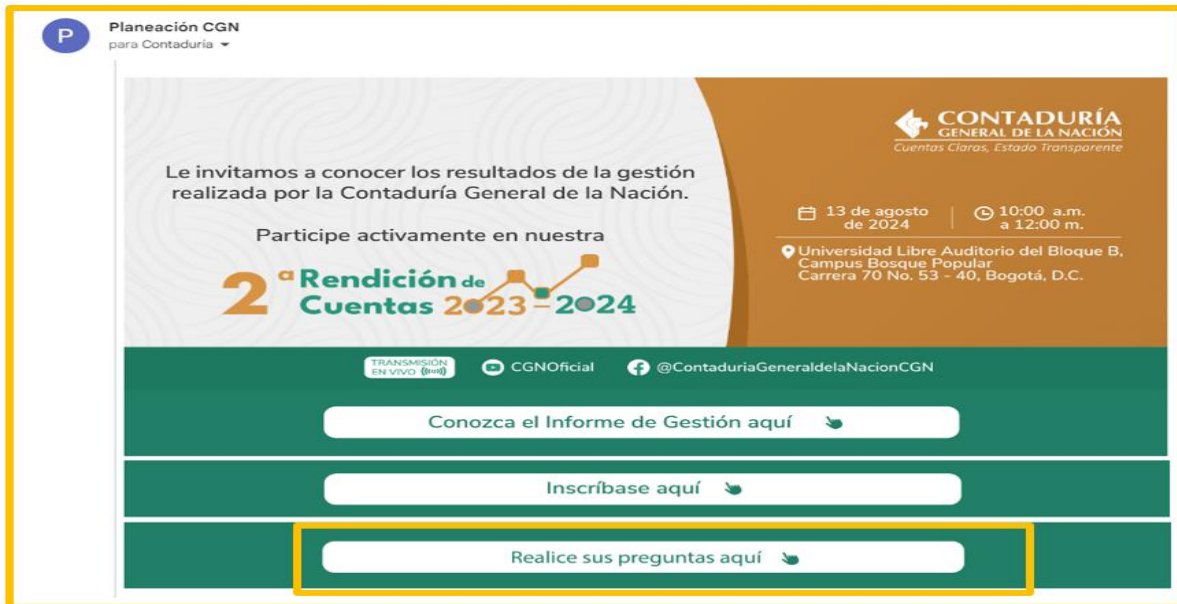 P
Planeación CGN
para Contaduría
Le invitamos a conocer los resultados de la gestión
realizada por la Contaduría General de la Nación.
Participe activamente en nuestra
2ª Rendición de
Cuentas 2023-2024
CONTADURÍA
GENERAL DE LA NACIÓN
Cuentas Claras, Estado Transparente
13 de agosto
de 2024
10:00 a.m.
a 12:00 m.
Universidad Libre Auditorio del Bloque B,
Campus Bosque Popular
Carrera 70 No. 53 - 40, Bogotá, D.C.
TRANSMISIÓN
EN VIVO
CGNOficial
@ContaduriaGeneraldelaNacionCGN
Conozca el Informe de Gestión aquí
Inscríbase aquí
Realice sus preguntas aquí